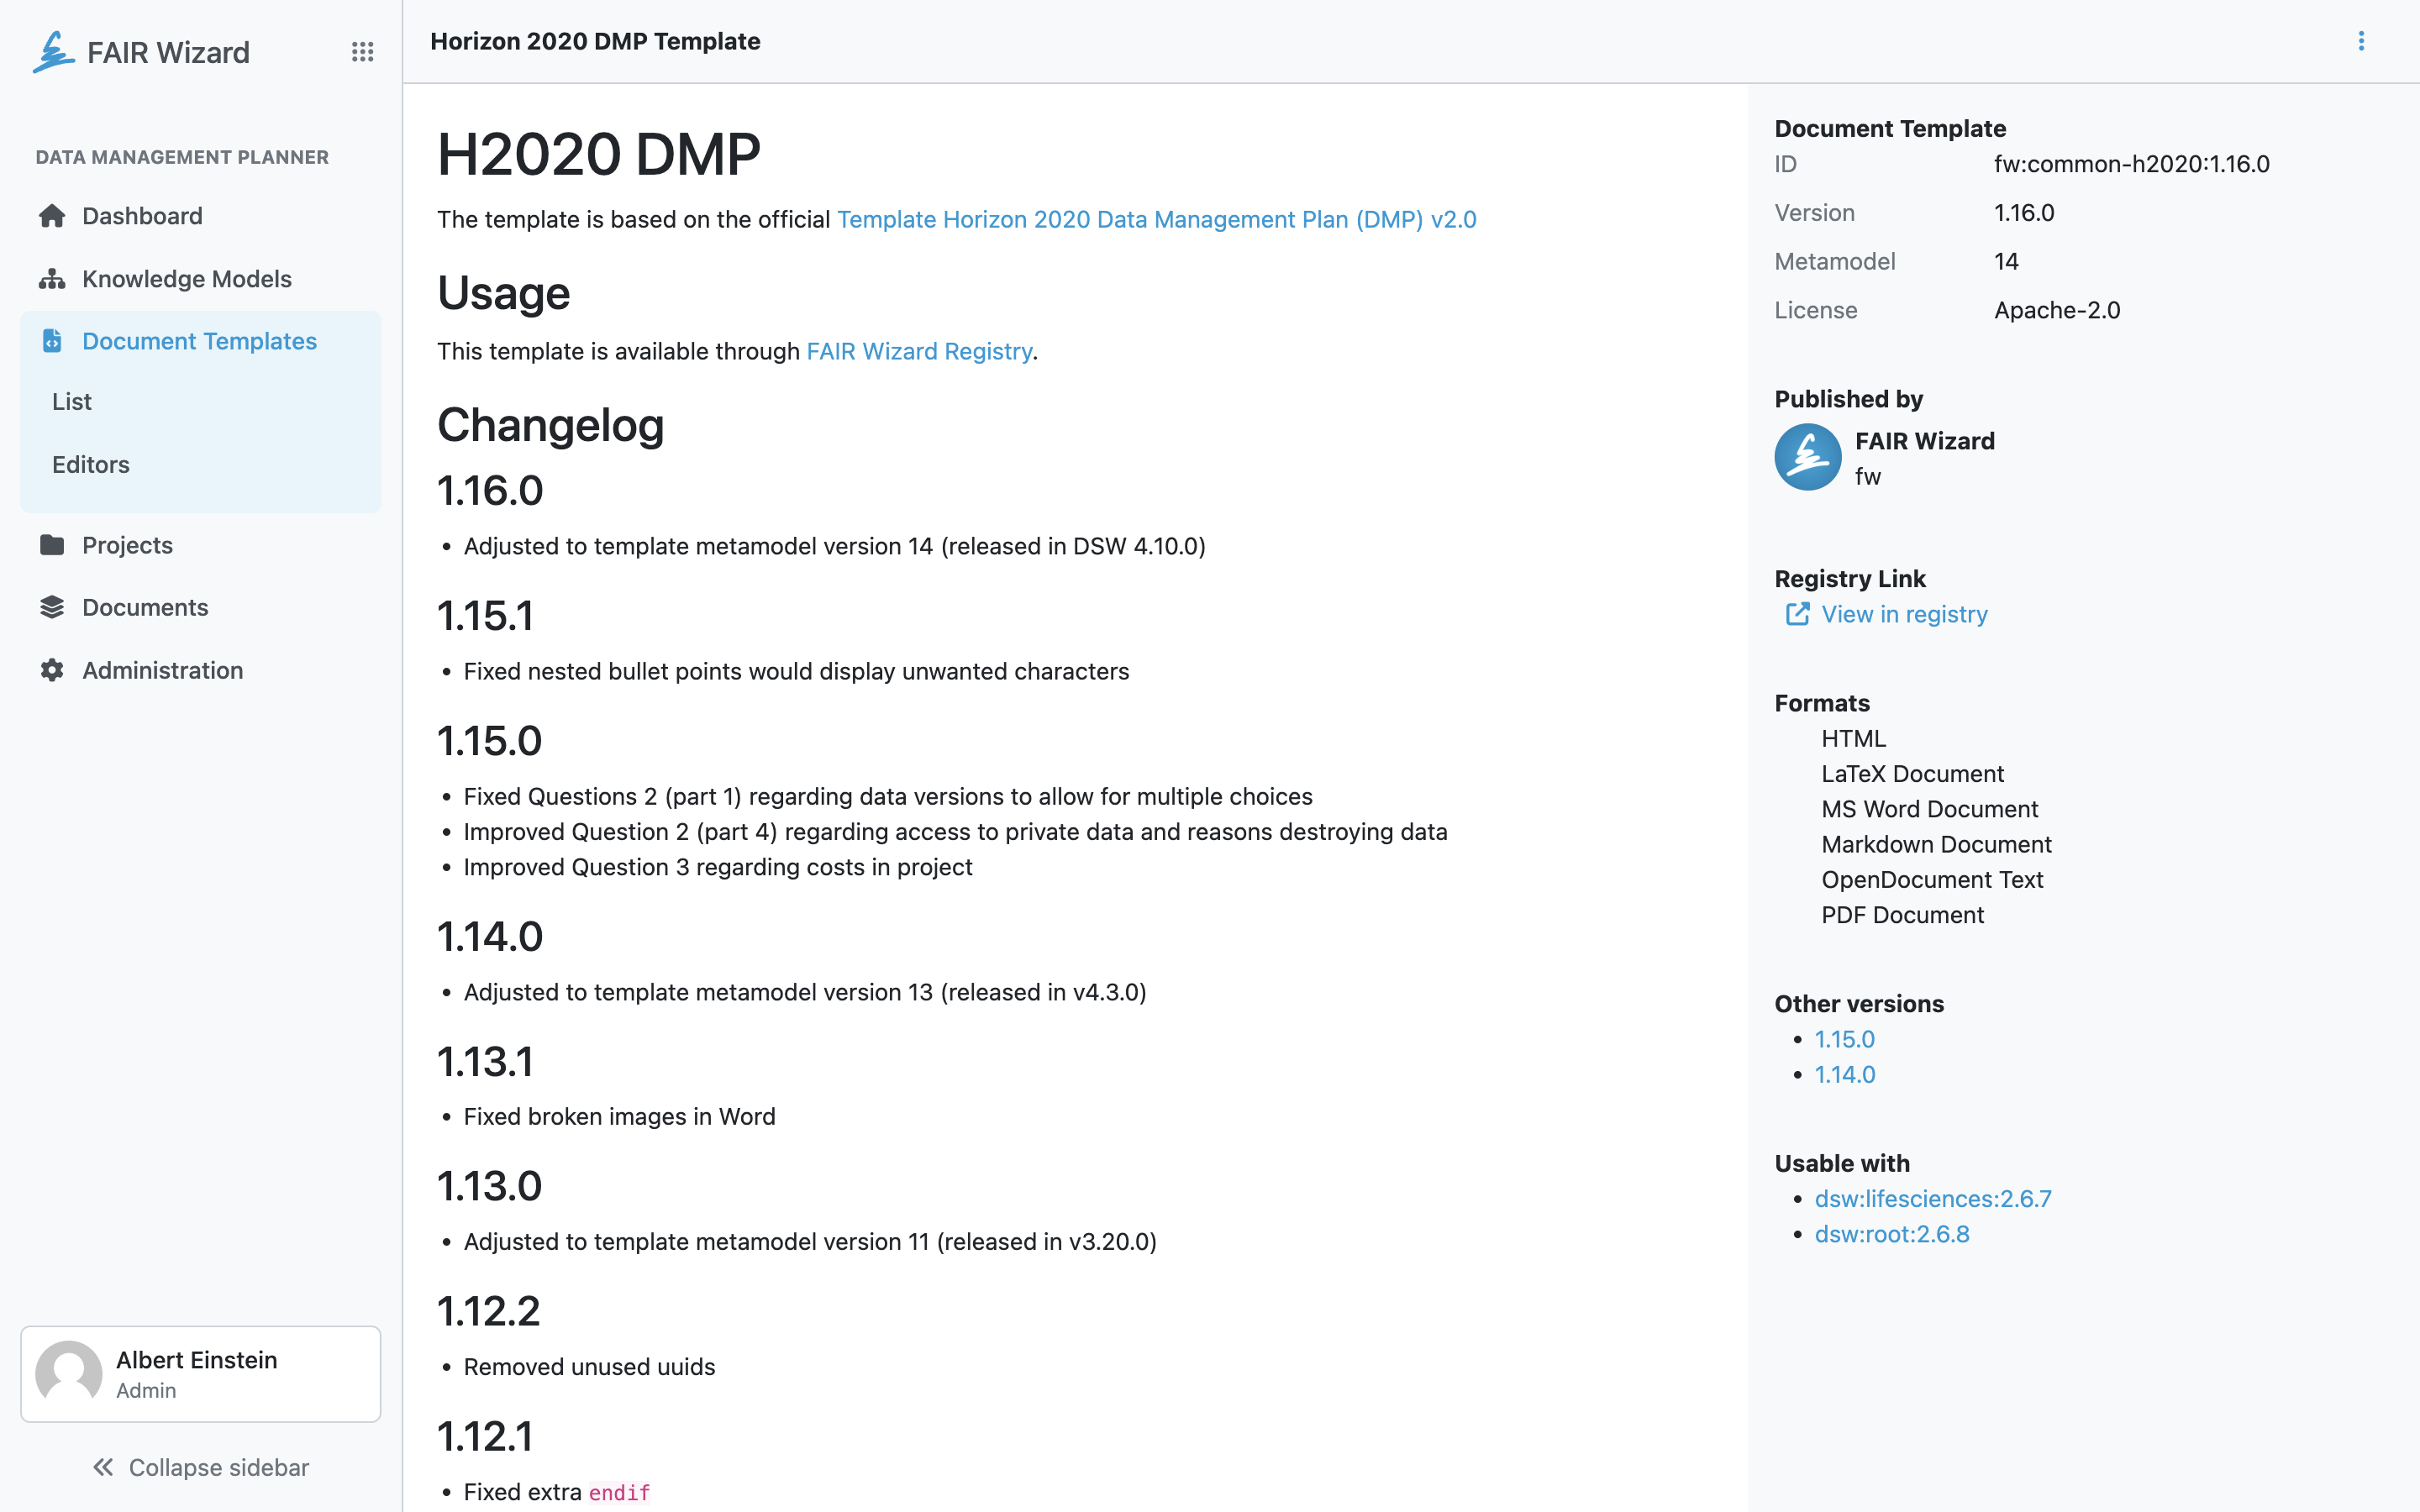 FAIR Wizard
DATA MANAGEMENT PLANNER
Dashboard
Knowledge Models
Document Templates
List
Editors
Projects
Documents
Administration
Albert Einstein
Admin
Collapse sidebar
Horizon 2020 DMP Template
H2020 DMP
The template is based on the official Template Horizon 2020 Data Management Plan (DMP) v2.0
Usage
This template is available through FAIR Wizard Registry.
Changelog
1.16.0
• Adjusted to template metamodel version 14 (released in DSW 4.10.0)
1.15.1
• Fixed nested bullet points would display unwanted characters
1.15.0
• Fixed Questions 2 (part 1) regarding data versions to allow for multiple choices
• Improved Question 2 (part 4) regarding access to private data and reasons destroying data
• Improved Question 3 regarding costs in project
1.14.0
• Adjusted to template metamodel version 13 (released in v4.3.0)
1.13.1
• Fixed broken images in Word
1.13.0
• Adjusted to template metamodel version 11 (released in v3.20.0)
1.12.2
• Removed unused uuids
1.12.1
• Fixed extra endif
Document Template
ID fw:common-h2020:1.16.0
Version 1.16.0
Metamodel 14
License Apache-2.0
Published by
FAIR Wizard
fw
Registry Link
View in registry
Formats
HTML
LaTeX Document
MS Word Document
Markdown Document
OpenDocument Text
PDF Document
Other versions
• 1.15.0
• 1.14.0
Usable with
• dsw:lifesciences:2.6.7
• dsw:root:2.6.8